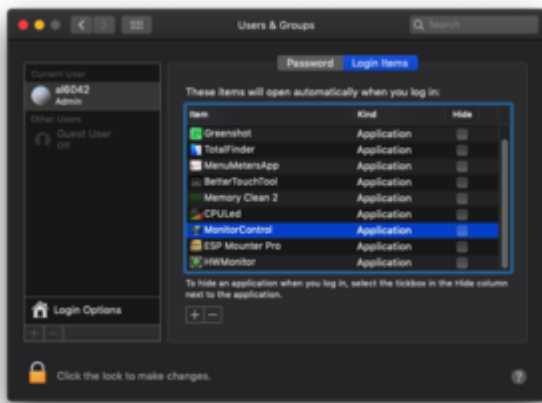 Users & Groups
Search
Password
Login Items
Current User
al6042
Admin
Other Users
Guest User
Off
These items will open automatically when you log in:
Item Kind Hide
Greenshot Application
TotalFinder Application
MenuMetersApp Application
BetterTouchTool Application
Memory Clean 2 Application
CPULed Application
MonitorControl Application
ESP Mounter Pro Application
HWMonitor Application
To hide an application when you log in, select the tickbox in the Hide column
next to the application.
+ −
Login Options
+ −
Click the lock to make changes.
?